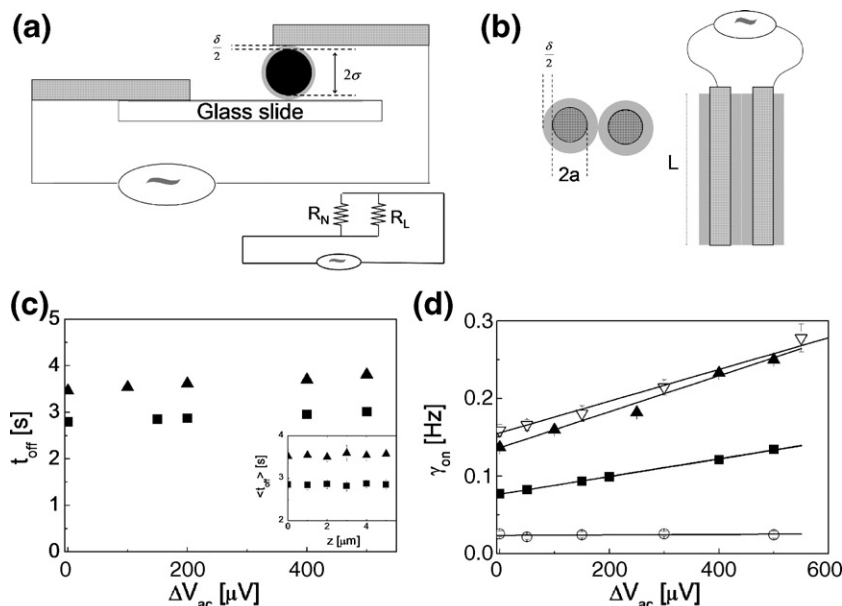 (a)
δ/2
2σ
Glass slide
~
R_N
R_L
~
(b)
~
δ/2
2a
L
(c)
t_off [s]
5
4
3
2
1
0
0 200 400
ΔV_ac [μV]
<t_off> [s]
4
3
2
0 2 4
z [μm]
(d)
γ_on [Hz]
0.3
0.2
0.1
0.0
0 200 400 600
ΔV_ac [μV]